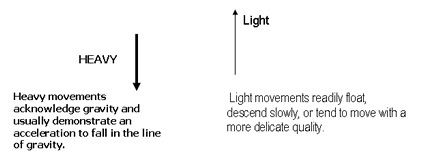 Light
HEAVY
Heavy movements
acknowledge gravity and
usually demonstrate an
acceleration to fall in the line
of gravity.
Light movements readily float,
descend slowly, or tend to move with a
more delicate quality.